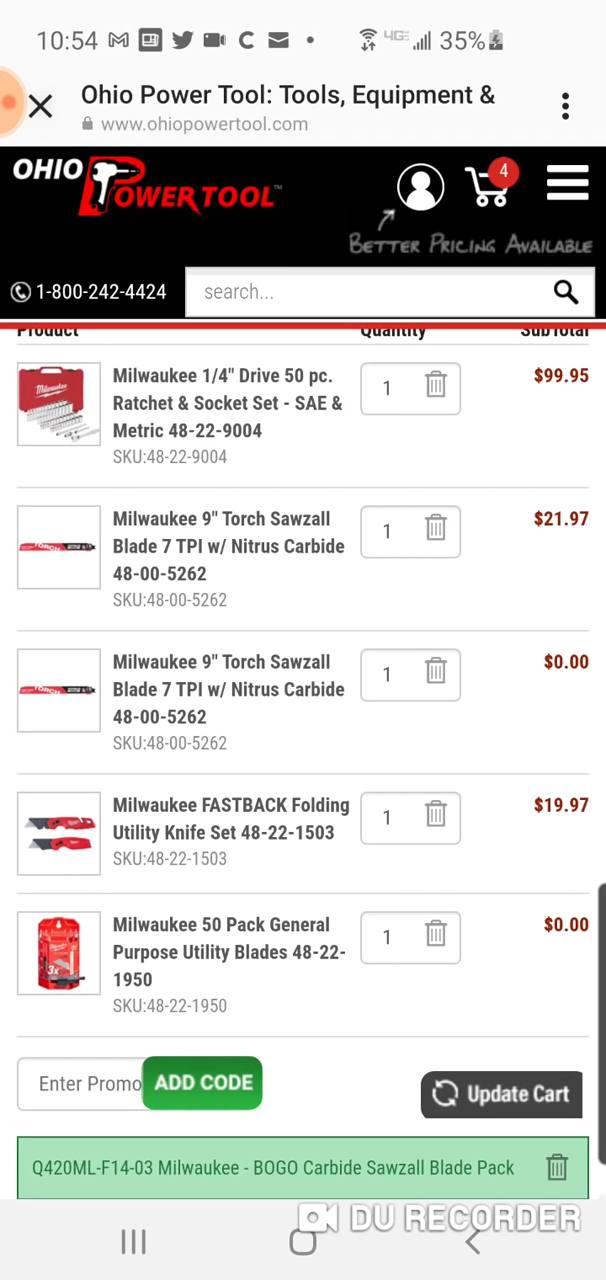 10:54 4GE 35%
Ohio Power Tool: Tools, Equipment &
www.ohiopowertool.com
OHIO POWER TOOL™
4
BETTER PRICING AVAILABLE
1-800-242-4424 search...
Product Quantity SubTotal
Milwaukee 1/4" Drive 50 pc. 1 $99.95
Ratchet & Socket Set - SAE &
Metric 48-22-9004
SKU:48-22-9004
Milwaukee 9" Torch Sawzall 1 $21.97
Blade 7 TPI w/ Nitrus Carbide
48-00-5262
SKU:48-00-5262
Milwaukee 9" Torch Sawzall 1 $0.00
Blade 7 TPI w/ Nitrus Carbide
48-00-5262
SKU:48-00-5262
Milwaukee FASTBACK Folding 1 $19.97
Utility Knife Set 48-22-1503
SKU:48-22-1503
Milwaukee 50 Pack General 1 $0.00
Purpose Utility Blades 48-22-
1950
SKU:48-22-1950
Enter Promo ADD CODE Update Cart
Q420ML-F14-03 Milwaukee - BOGO Carbide Sawzall Blade Pack
DU RECORDER